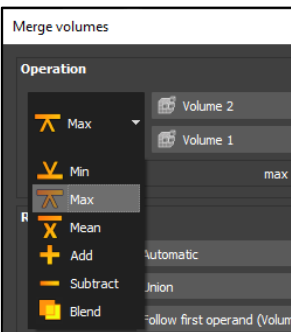 Merge volumes
Operation
Max
Volume 2
Volume 1
Min
max
Max
Mean
Add
Automatic
Subtract
Union
Blend
Follow first operand (Volum